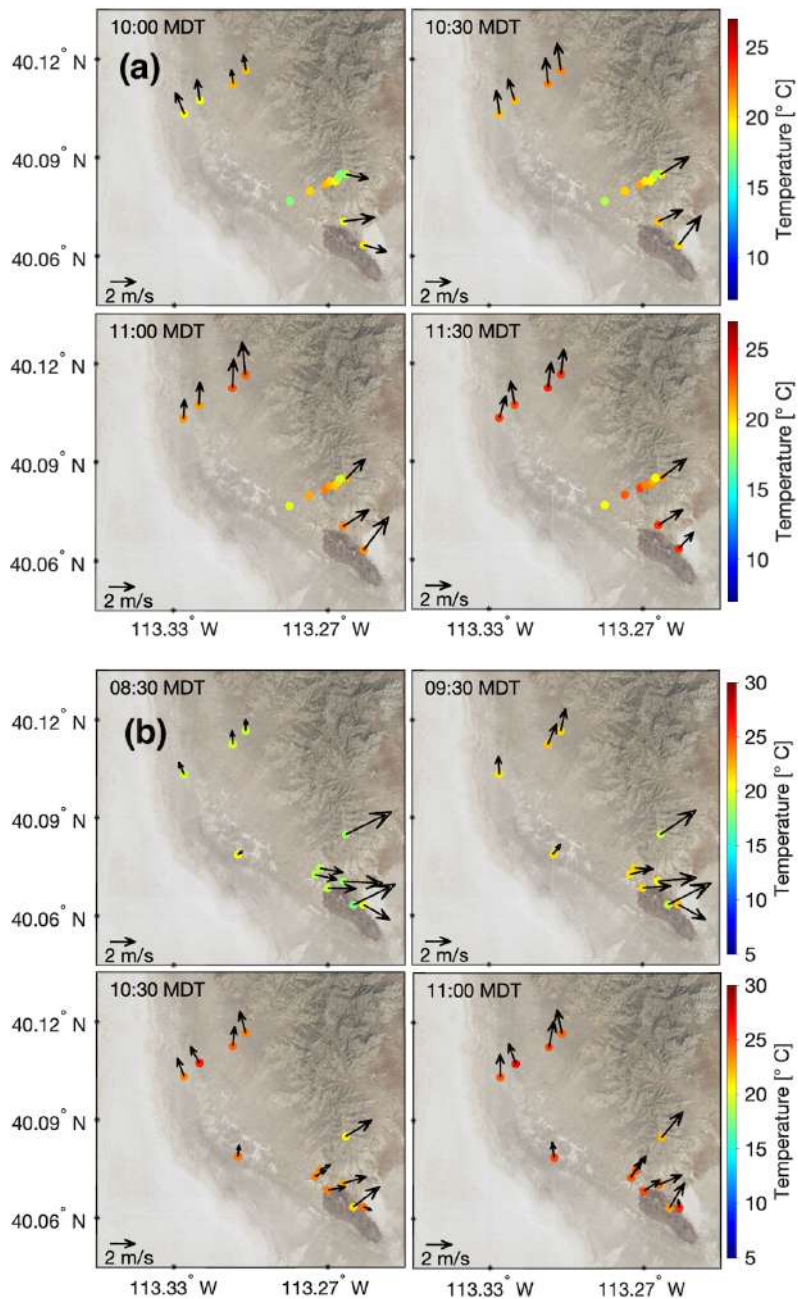 10:00 MDT
(a)
2 m/s
10:30 MDT
2 m/s
11:00 MDT
2 m/s
11:30 MDT
2 m/s
40.12° N
40.09° N
40.06° N
40.12° N
40.09° N
40.06° N
113.33° W
113.27° W
113.33° W
113.27° W
25
20
15
10
Temperature [° C]
25
20
15
10
Temperature [° C]
08:30 MDT
(b)
2 m/s
09:30 MDT
2 m/s
10:30 MDT
2 m/s
11:00 MDT
2 m/s
40.12° N
40.09° N
40.06° N
40.12° N
40.09° N
40.06° N
113.33° W
113.27° W
113.33° W
113.27° W
30
25
20
15
10
5
Temperature [° C]
30
25
20
15
10
5
Temperature [° C]